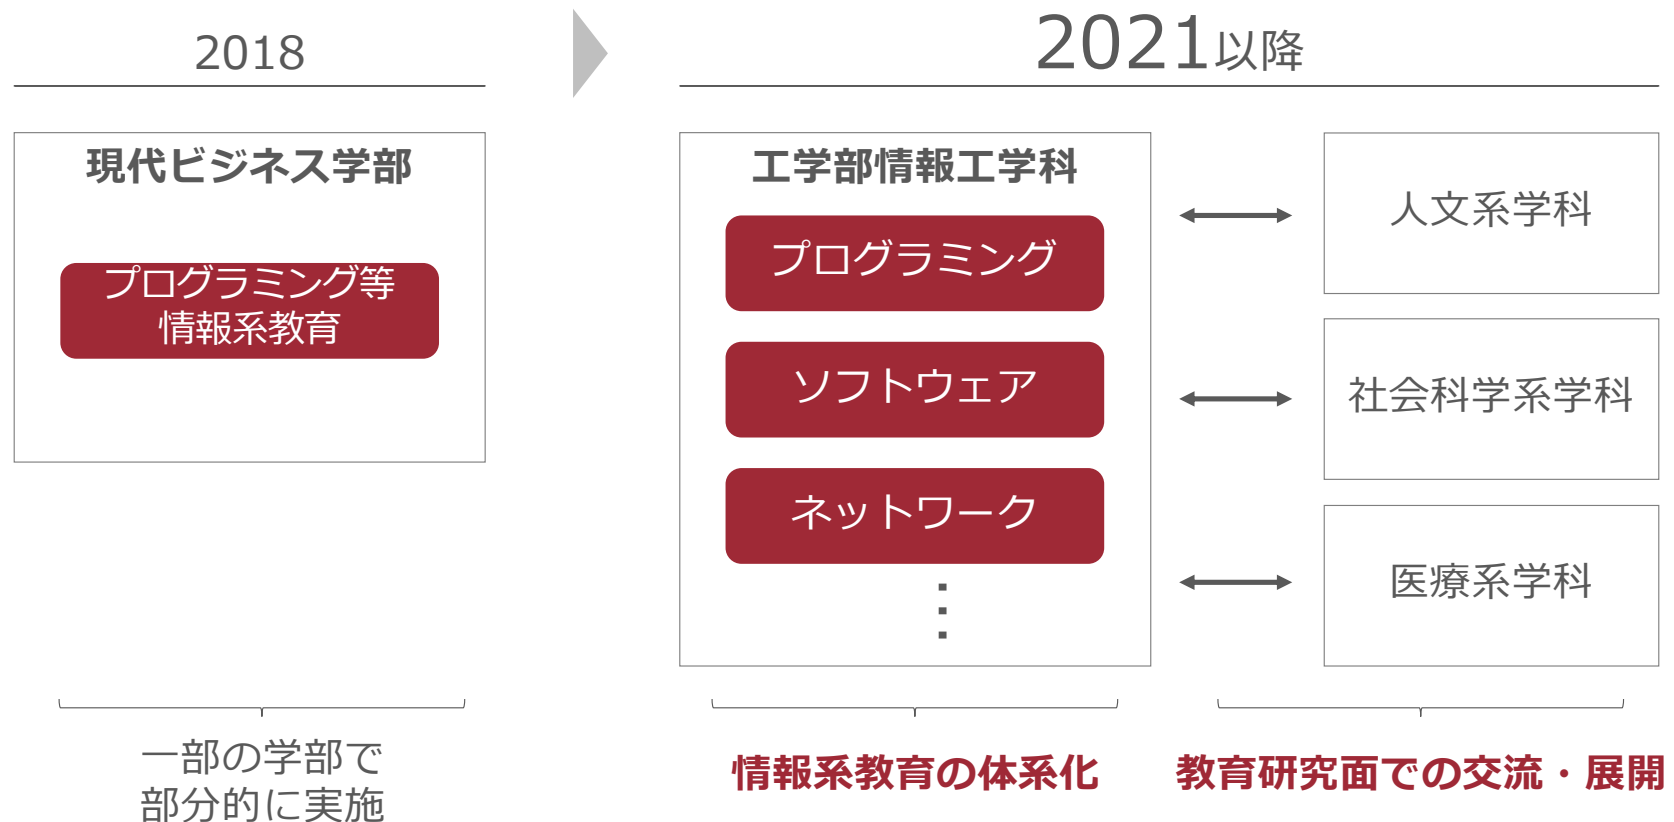 2018
2021以降
現代ビジネス学部
プログラミング等
情報系教育
一部の学部で
部分的に実施
工学部情報工学科
プログラミング
ソフトウェア
ネットワーク
情報系教育の体系化
人文系学科
社会科学系学科
医療系学科
教育研究面での交流・展開